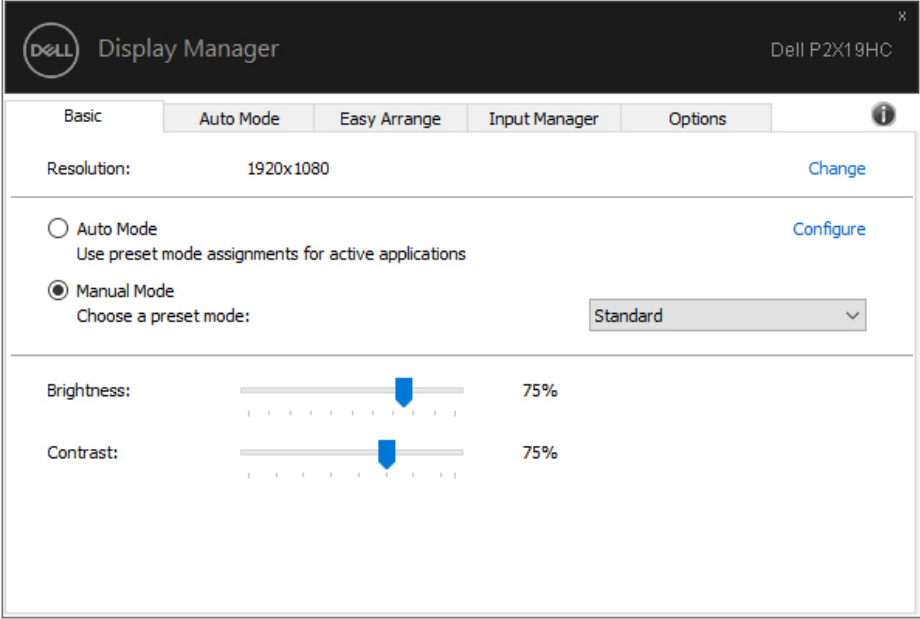 x
DELL Display Manager
Dell P2X19HC
Basic Auto Mode Easy Arrange Input Manager Options i
Resolution: 1920x1080 Change
Auto Mode Configure
Use preset mode assignments for active applications
Manual Mode
Choose a preset mode: Standard
Brightness: 75%
Contrast: 75%